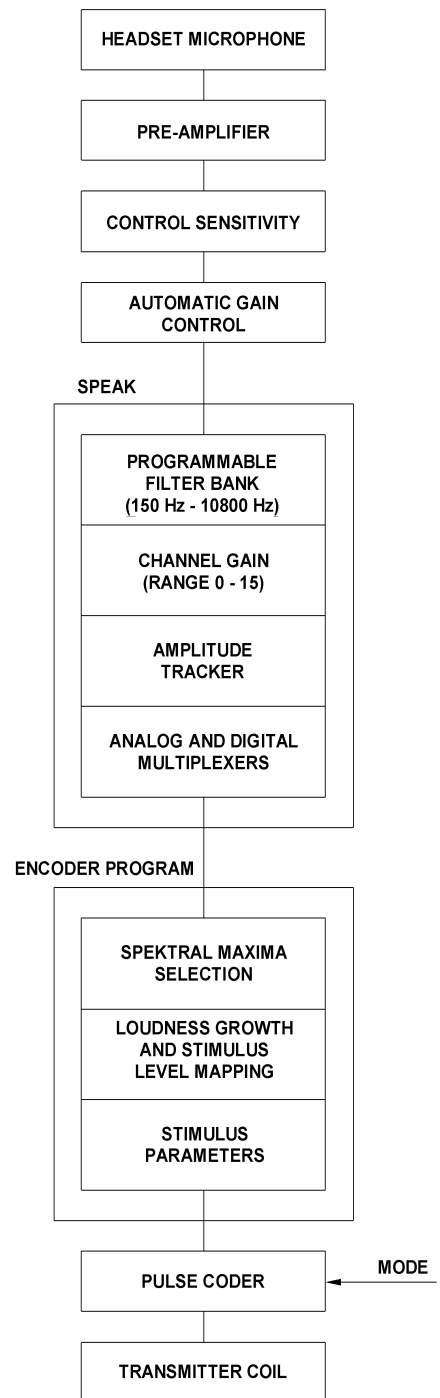 HEADSET MICROPHONE
PRE-AMPLIFIER
CONTROL SENSITIVITY
AUTOMATIC GAIN
CONTROL
SPEAK
PROGRAMMABLE
FILTER BANK
(150 Hz - 10800 Hz)
CHANNEL GAIN
(RANGE 0 - 15)
AMPLITUDE
TRACKER
ANALOG AND DIGITAL
MULTIPLEXERS
ENCODER PROGRAM
SPEKTRAL MAXIMA
SELECTION
LOUDNESS GROWTH
AND STIMULUS
LEVEL MAPPING
STIMULUS
PARAMETERS
PULSE CODER
MODE
TRANSMITTER COIL